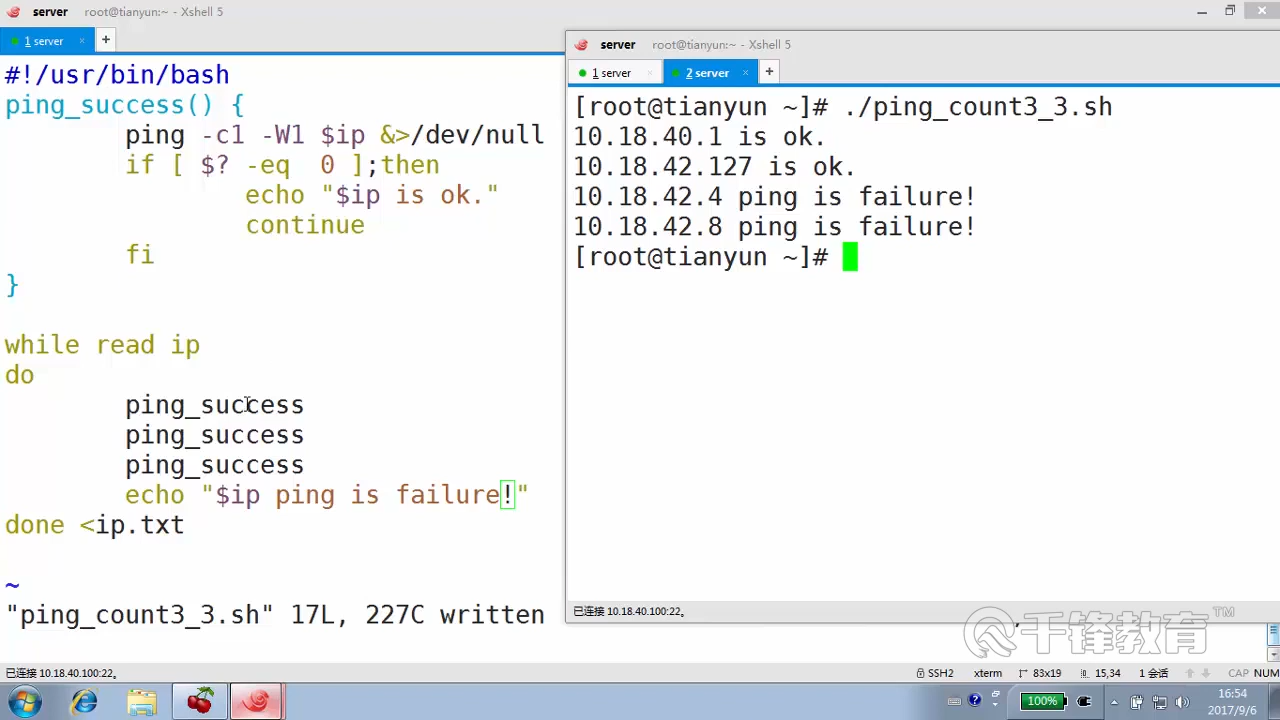 server root@tianyun:~ - Xshell 5
1 server × +
#!/usr/bin/bash
ping_success() {
ping -c1 -W1 $ip &>/dev/null
if [ $? -eq 0 ];then
echo "$ip is ok."
continue
fi
}
while read ip
do
ping_success
ping_success
ping_success
echo "$ip ping is failure!"
done <ip.txt
~
"ping_count3_3.sh" 17L, 227C written
server root@tianyun:~ - Xshell 5
1 server × 2 server × +
[root@tianyun ~]# ./ping_count3_3.sh
10.18.40.1 is ok.
10.18.42.127 is ok.
10.18.42.4 ping is failure!
10.18.42.8 ping is failure!
[root@tianyun ~]#
已连接 10.18.40.100:22。
千锋教育™
已连接 10.18.40.100:22。 SSH2 xterm 83x19 15,34 1 会话 CAP NUM
100% 16:54
2017/9/6